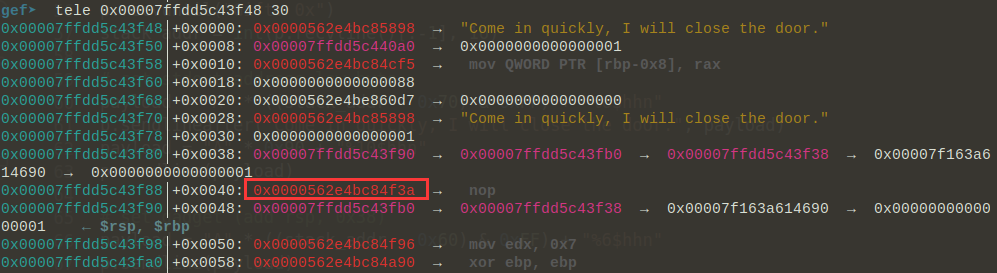 gef➤  tele 0x00007ffdd5c43f48 30
0x00007ffdd5c43f48│+0x0000: 0x0000562e4bc85898  →  "Come in quickly, I will close the door."
0x00007ffdd5c43f50│+0x0008: 0x00007ffdd5c440a0  →  0x0000000000000001
0x00007ffdd5c43f58│+0x0010: 0x0000562e4bc84cf5  →   mov QWORD PTR [rbp-0x8], rax
0x00007ffdd5c43f60│+0x0018: 0x0000000000000088
0x00007ffdd5c43f68│+0x0020: 0x0000562e4be860d7  →  0x0000000000000000
0x00007ffdd5c43f70│+0x0028: 0x0000562e4bc85898  →  "Come in quickly, I will close the door."
0x00007ffdd5c43f78│+0x0030: 0x0000000000000001
0x00007ffdd5c43f80│+0x0038: 0x00007ffdd5c43f90  →  0x00007ffdd5c43fb0  →  0x00007ffdd5c43f38  →  0x00007f163a6
14690  →  0x0000000000000001
0x00007ffdd5c43f88│+0x0040: 0x0000562e4bc84f3a  →   nop
0x00007ffdd5c43f90│+0x0048: 0x00007ffdd5c43fb0  →  0x00007ffdd5c43f38  →  0x00007f163a614690  →  0x00000000000
00001	 ← $rsp, $rbp
0x00007ffdd5c43f98│+0x0050: 0x0000562e4bc84f96  →   mov edx, 0x7
0x00007ffdd5c43fa0│+0x0058: 0x0000562e4bc84a90  →   xor ebp, ebp